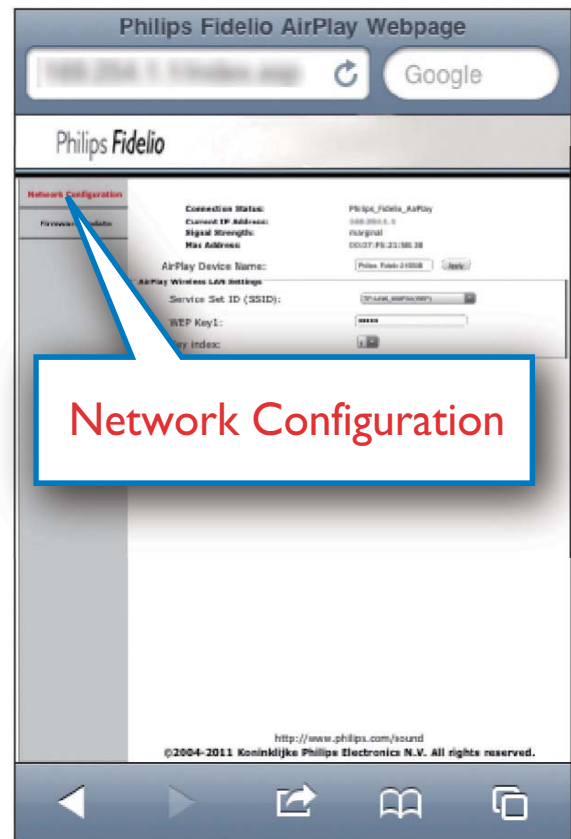 Philips Fidelio AirPlay Webpage
Google
Philips Fidelio
Network Configuration
Connection Status: Philips_Fidelio_AirPlay
Current IP Address:
Signal Strength: marginal
Mac Address
AirPlay Device Name: Apply
AirPlay Wireless LAN Settings
Service Set ID (SSID):
WEP Key1:
index:
Network Configuration
http://www.philips.com/sound
©2004-2011 Koninklijke Philips Electronics N.V. All rights reserved.